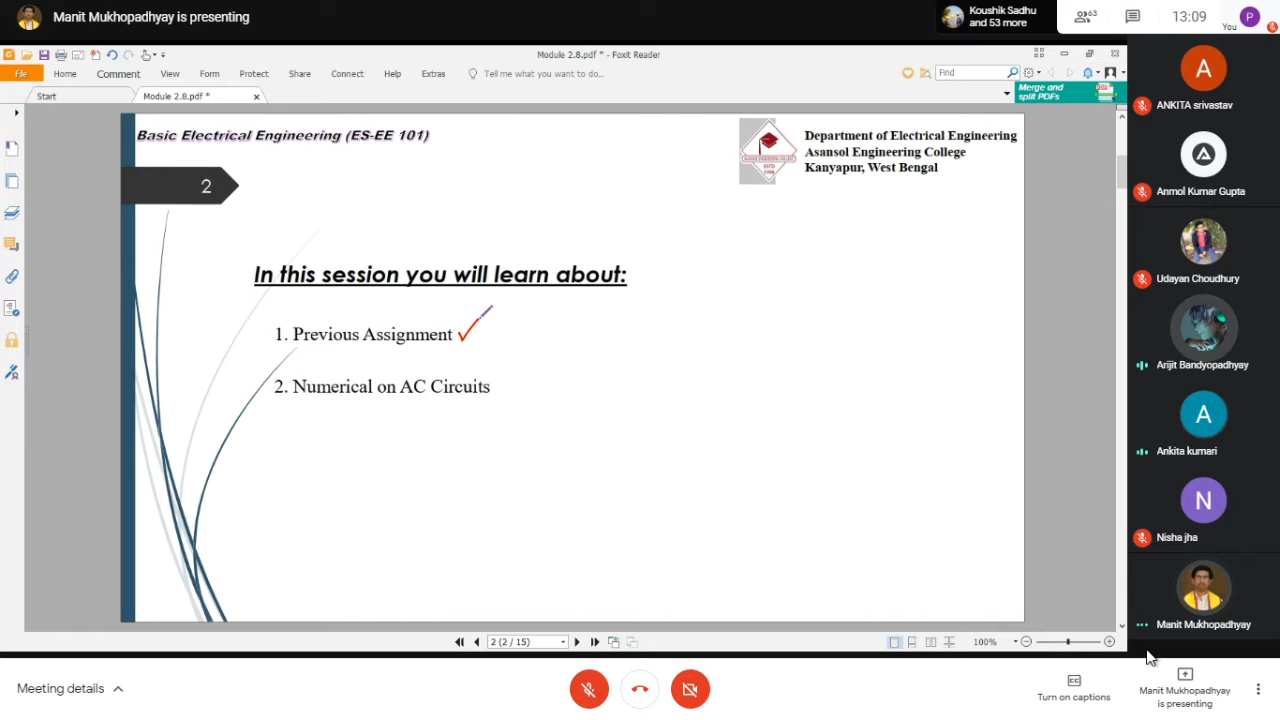 Manit Mukhopadhyay is presenting
Koushik Sadhu
and 53 more
63
13:09
P
You
Module 2.8.pdf * - Foxit Reader
File Home Comment View Form Protect Share Connect Help Extras Tell me what you want to do...
Find
Start
Module 2.8.pdf *
Merge and
split PDFs
Basic Electrical Engineering (ES-EE 101)
Department of Electrical Engineering
Asansol Engineering College
Kanyapur, West Bengal
2
In this session you will learn about:
1. Previous Assignment
2. Numerical on AC Circuits
2 (2 / 15)
100%
A
ANKITA srivastav
Anmol Kumar Gupta
Udayan Choudhury
Arijit Bandyopadhyay
A
Ankita kumari
N
Nisha jha
Manit Mukhopadhyay
Meeting details
Turn on captions
Manit Mukhopadhyay
is presenting